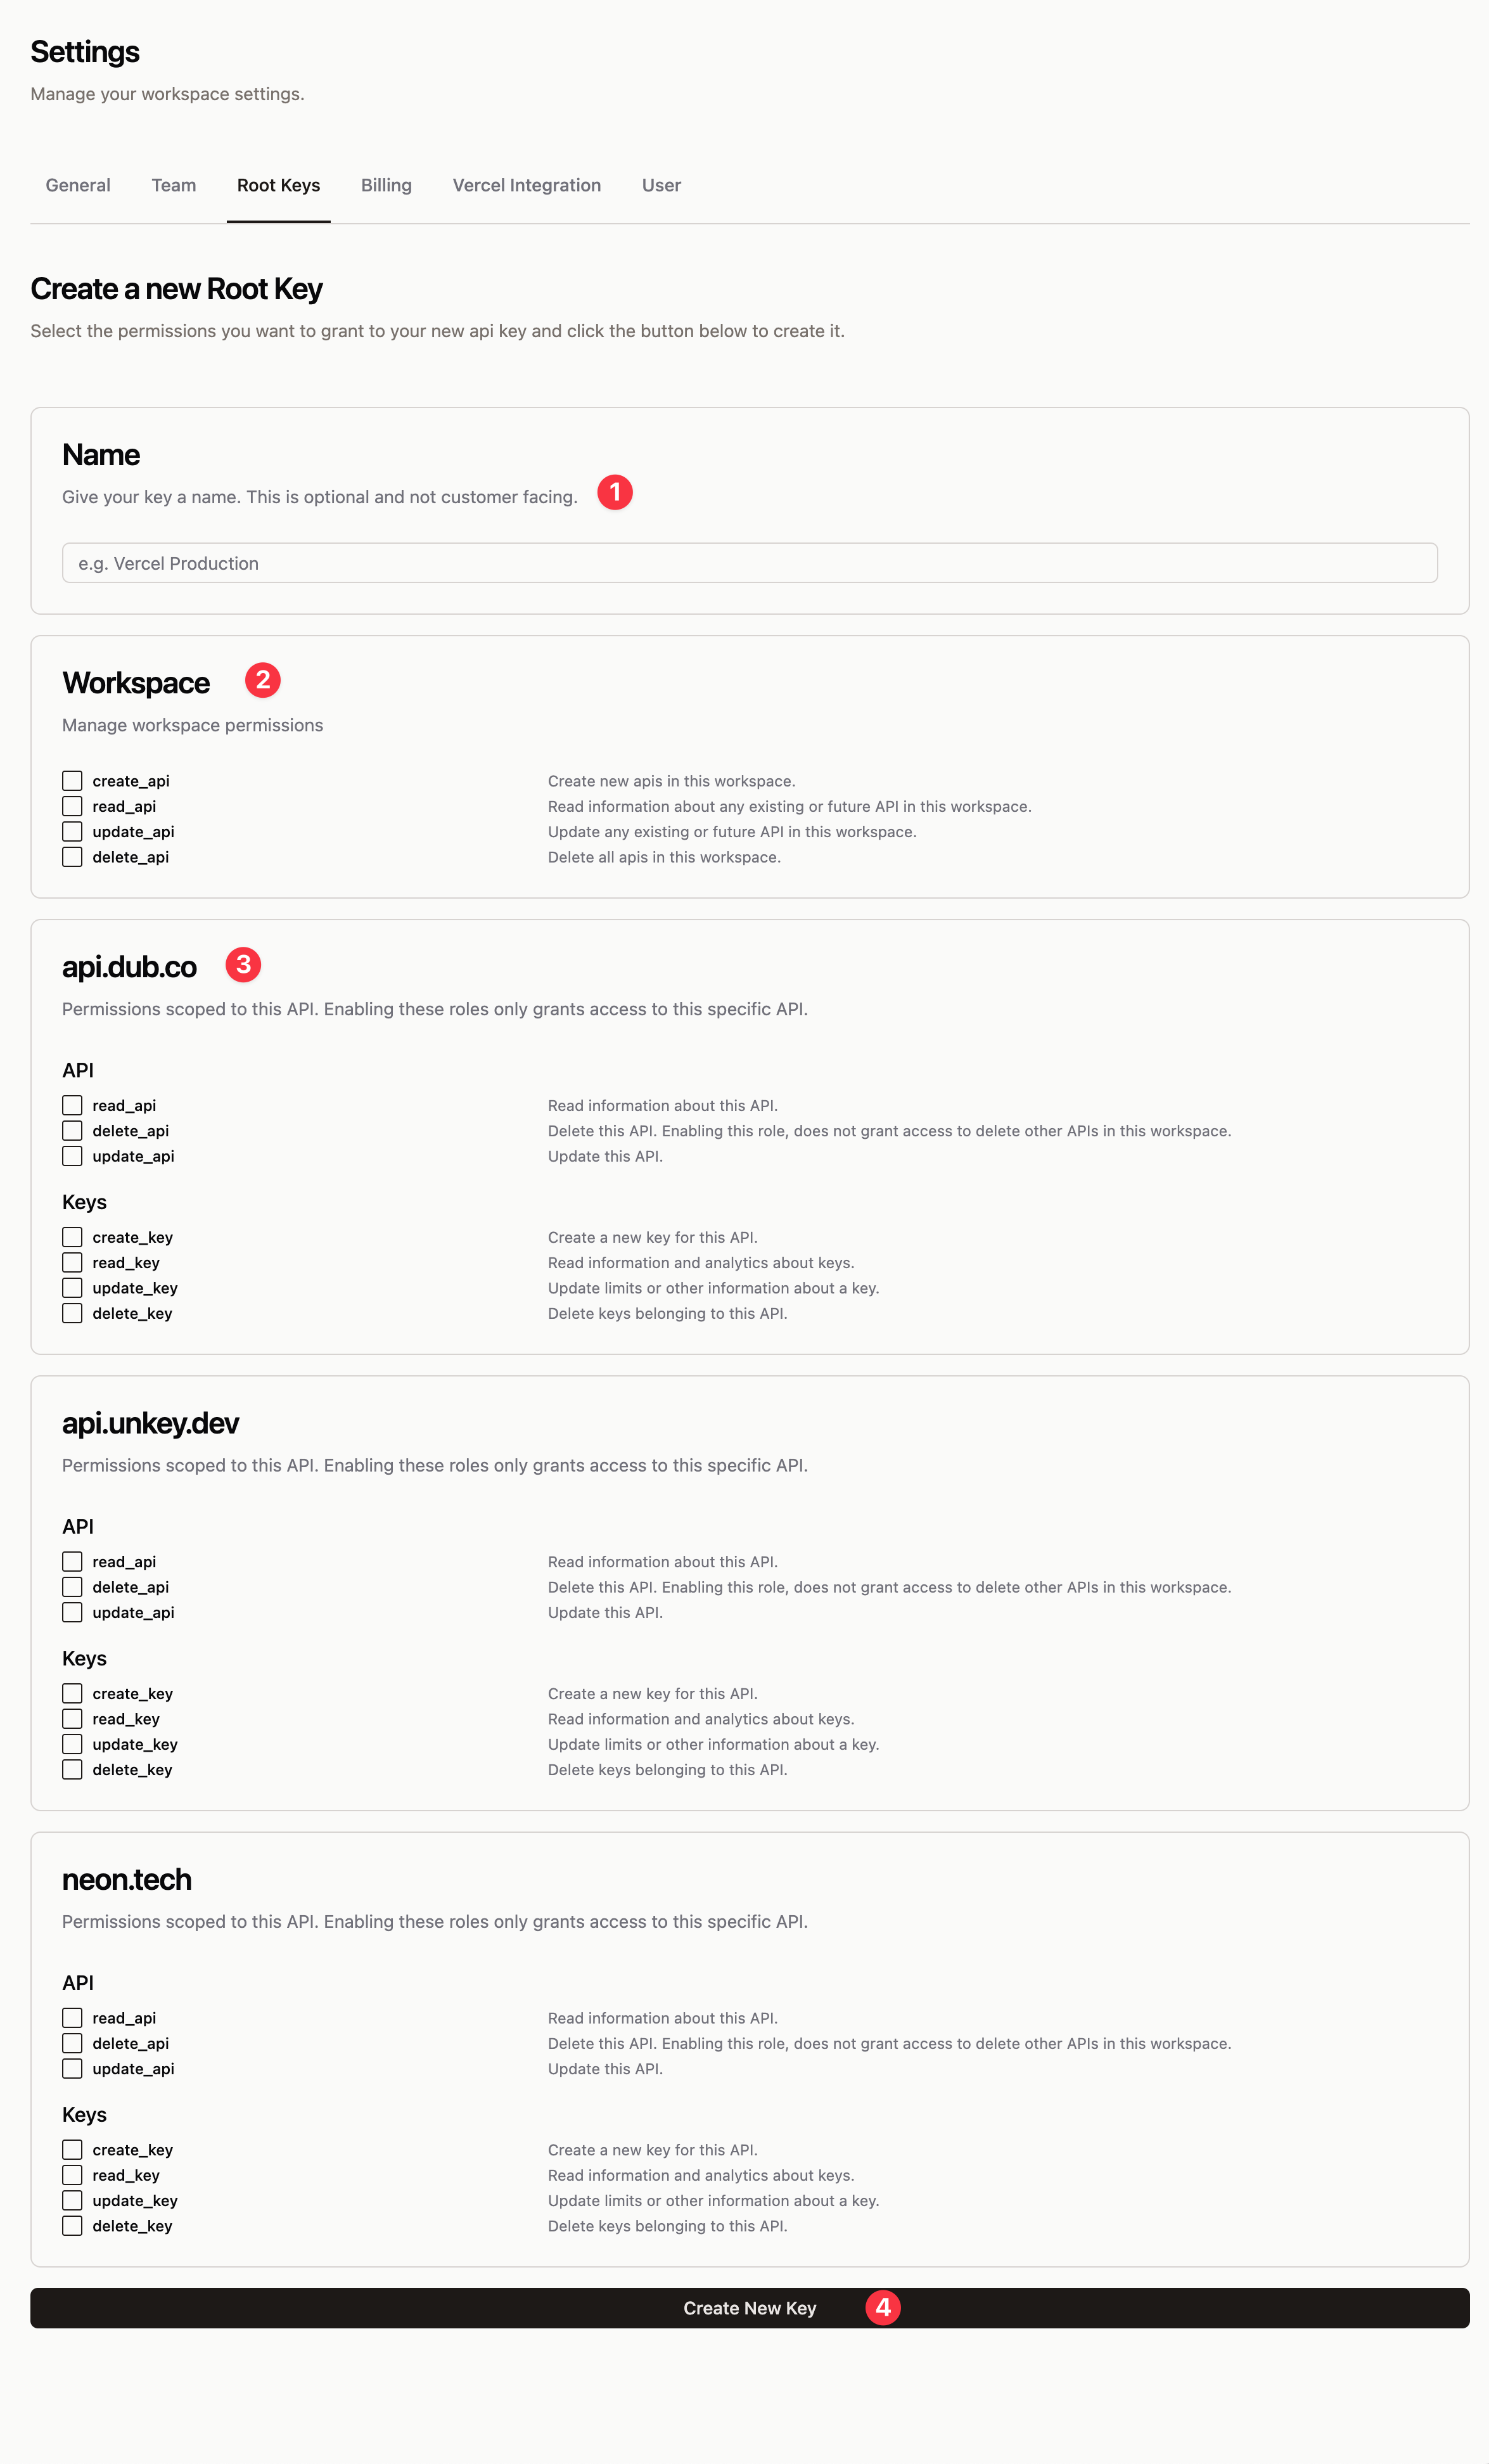 Settings
Manage your workspace settings.
General Team Root Keys Billing Vercel Integration User
Create a new Root Key
Select the permissions you want to grant to your new api key and click the button below to create it.
Name
Give your key a name. This is optional and not customer facing. 1
e.g. Vercel Production
Workspace 2
Manage workspace permissions
create_api Create new apis in this workspace.
read_api Read information about any existing or future API in this workspace.
update_api Update any existing or future API in this workspace.
delete_api Delete all apis in this workspace.
api.dub.co 3
Permissions scoped to this API. Enabling these roles only grants access to this specific API.
API
read_api Read information about this API.
delete_api Delete this API. Enabling this role, does not grant access to delete other APIs in this workspace.
update_api Update this API.
Keys
create_key Create a new key for this API.
read_key Read information and analytics about keys.
update_key Update limits or other information about a key.
delete_key Delete keys belonging to this API.
api.unkey.dev
Permissions scoped to this API. Enabling these roles only grants access to this specific API.
API
read_api Read information about this API.
delete_api Delete this API. Enabling this role, does not grant access to delete other APIs in this workspace.
update_api Update this API.
Keys
create_key Create a new key for this API.
read_key Read information and analytics about keys.
update_key Update limits or other information about a key.
delete_key Delete keys belonging to this API.
neon.tech
Permissions scoped to this API. Enabling these roles only grants access to this specific API.
API
read_api Read information about this API.
delete_api Delete this API. Enabling this role, does not grant access to delete other APIs in this workspace.
update_api Update this API.
Keys
create_key Create a new key for this API.
read_key Read information and analytics about keys.
update_key Update limits or other information about a key.
delete_key Delete keys belonging to this API.
Create New Key 4